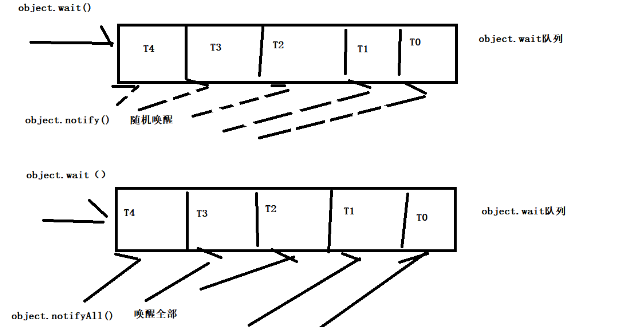 object.wait()
T4 T3 T2 T1 T0 object.wait队列
object.notify() 随机唤醒
object.wait（）
T4 T3 T2 T1 T0 object.wait队列
object.notifyAll() 唤醒全部